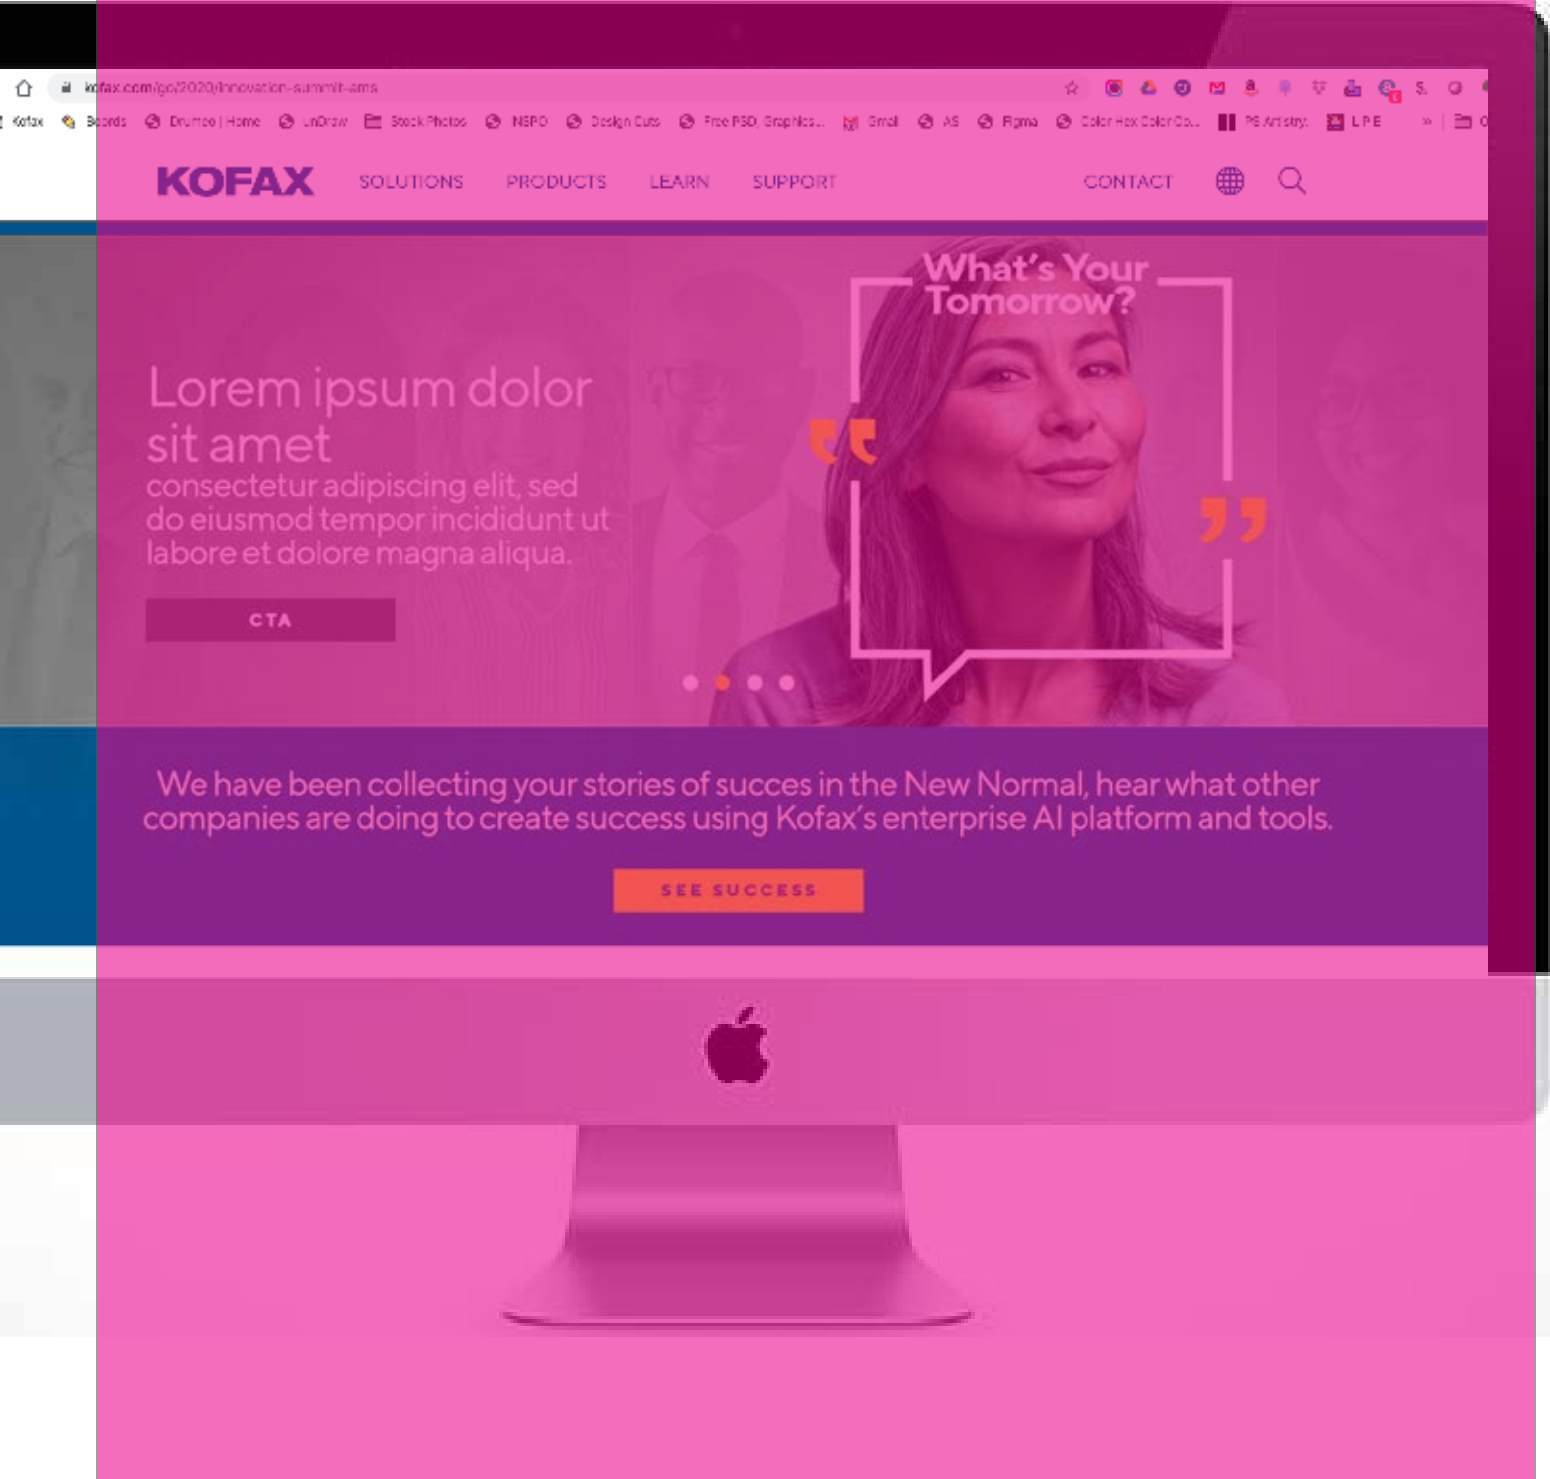 kofax.com/go/2020/innovation-summit-ams
Kofax Boords Drumeo | Home unDraw Stock Photos INSPO Design Cuts Free PSD, Graphics... Gmail AS Figma Color Hex Color Co... PS Artistry. L P E »
KOFAX SOLUTIONS PRODUCTS LEARN SUPPORT CONTACT
What's Your
Tomorrow?
Lorem ipsum dolor
sit amet
consectetur adipiscing elit, sed
do eiusmod tempor incididunt ut
labore et dolore magna aliqua.
CTA
We have been collecting your stories of succes in the New Normal, hear what other
companies are doing to create success using Kofax's enterprise AI platform and tools.
SEE SUCCESS